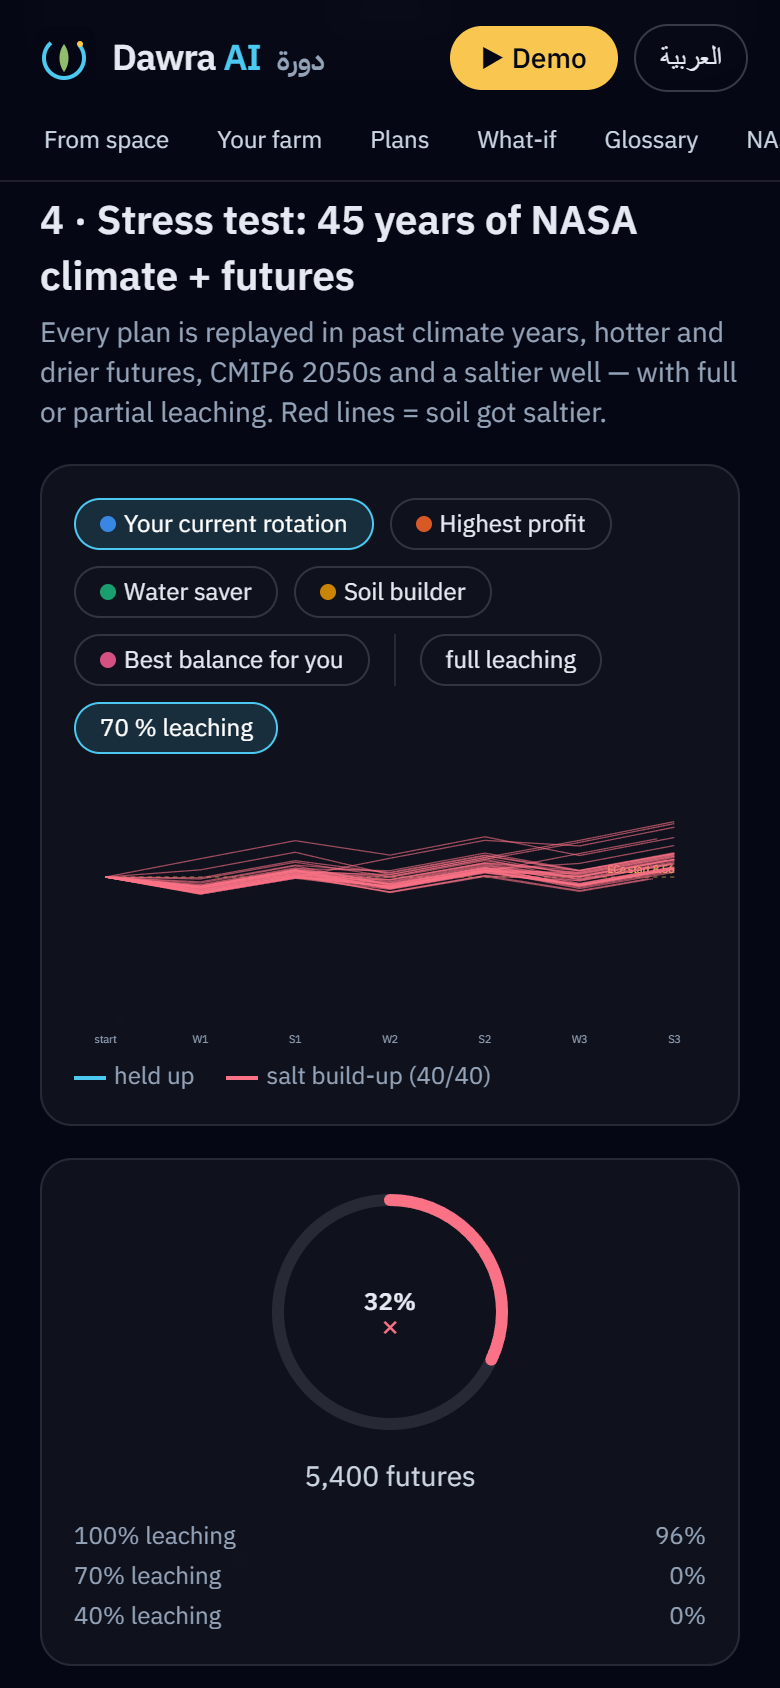 Dawra AI دورة
▶ Demo
العربية
From space Your farm Plans What-if Glossary NA
4 · Stress test: 45 years of NASA
climate + futures
Every plan is replayed in past climate years, hotter and
drier futures, CMIP6 2050s and a saltier well — with full
or partial leaching. Red lines = soil got saltier.
Your current rotation
Highest profit
Water saver
Soil builder
Best balance for you
full leaching
70 % leaching
start W1 S1 W2 S2 W3 S3
held up salt build-up (40/40)
32%
✕
5,400 futures
100% leaching 96%
70% leaching 0%
40% leaching 0%